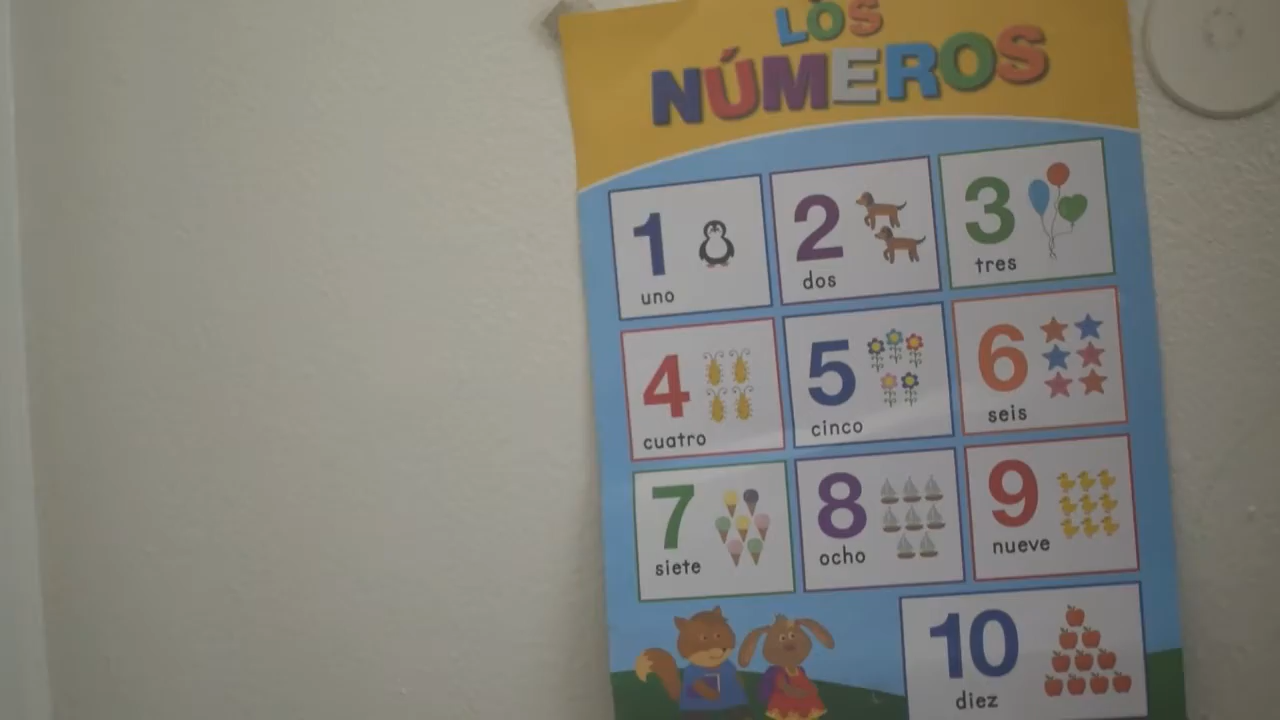 LOS
NÚMEROS
1
uno
2
dos
3
tres
4
cuatro
5
cinco
6
seis
7
siete
8
ocho
9
nueve
10
diez